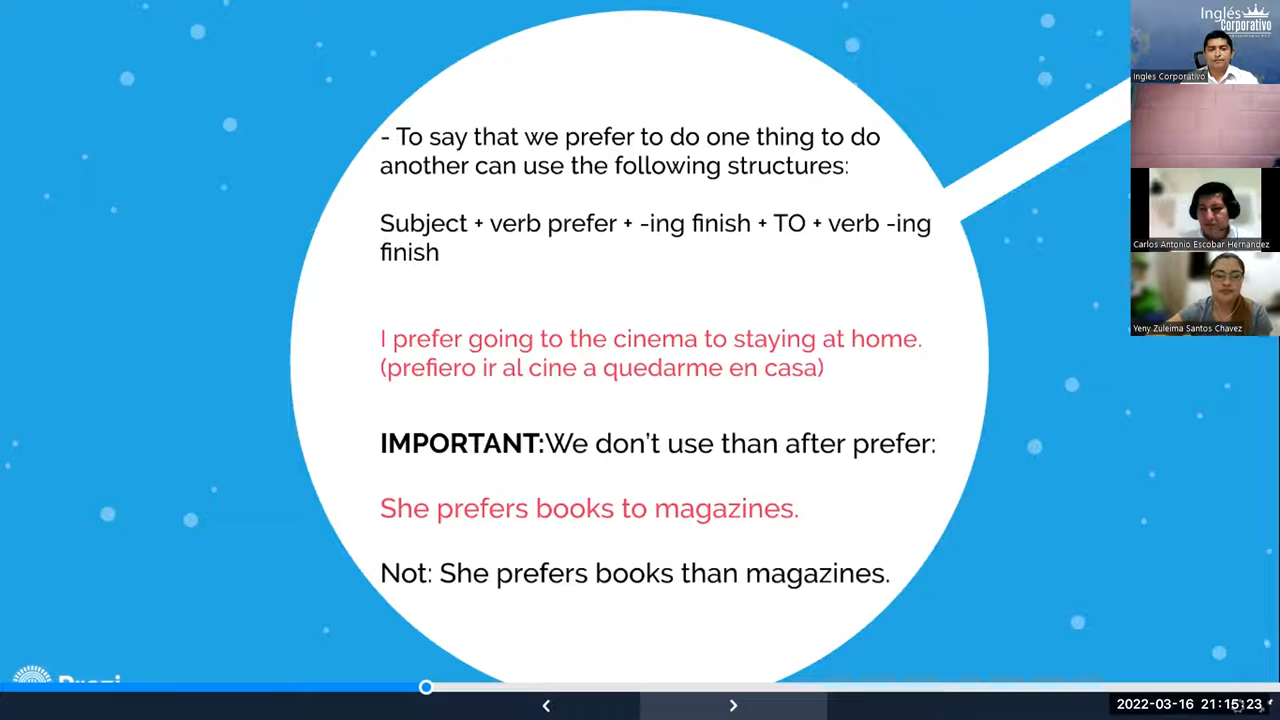 - To say that we prefer to do one thing to do
another can use the following structures:
Subject + verb prefer + -ing finish + TO + verb -ing
finish
I prefer going to the cinema to staying at home.
(prefiero ir al cine a quedarme en casa)
IMPORTANT:We don't use than after prefer:
She prefers books to magazines.
Not: She prefers books than magazines.
Prezi
Inglés
Corporativo
Ingles Corporativo
Carlos Antonio Escobar Hernandez
Yeny Zuleima Santos Chavez
2022-03-16 21:15:23